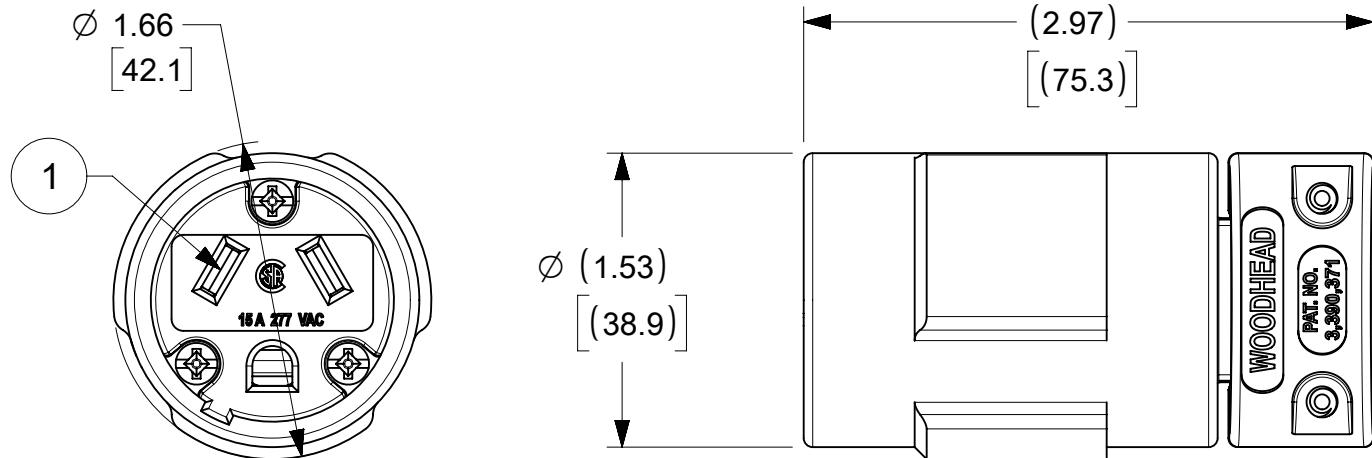 Ø 1.66
[42.1]
1
15 A 277 VAC
(2.97)
[(75.3)]
Ø (1.53)
[(38.9)]
WOODHEAD
PAT. NO.
3,390,371